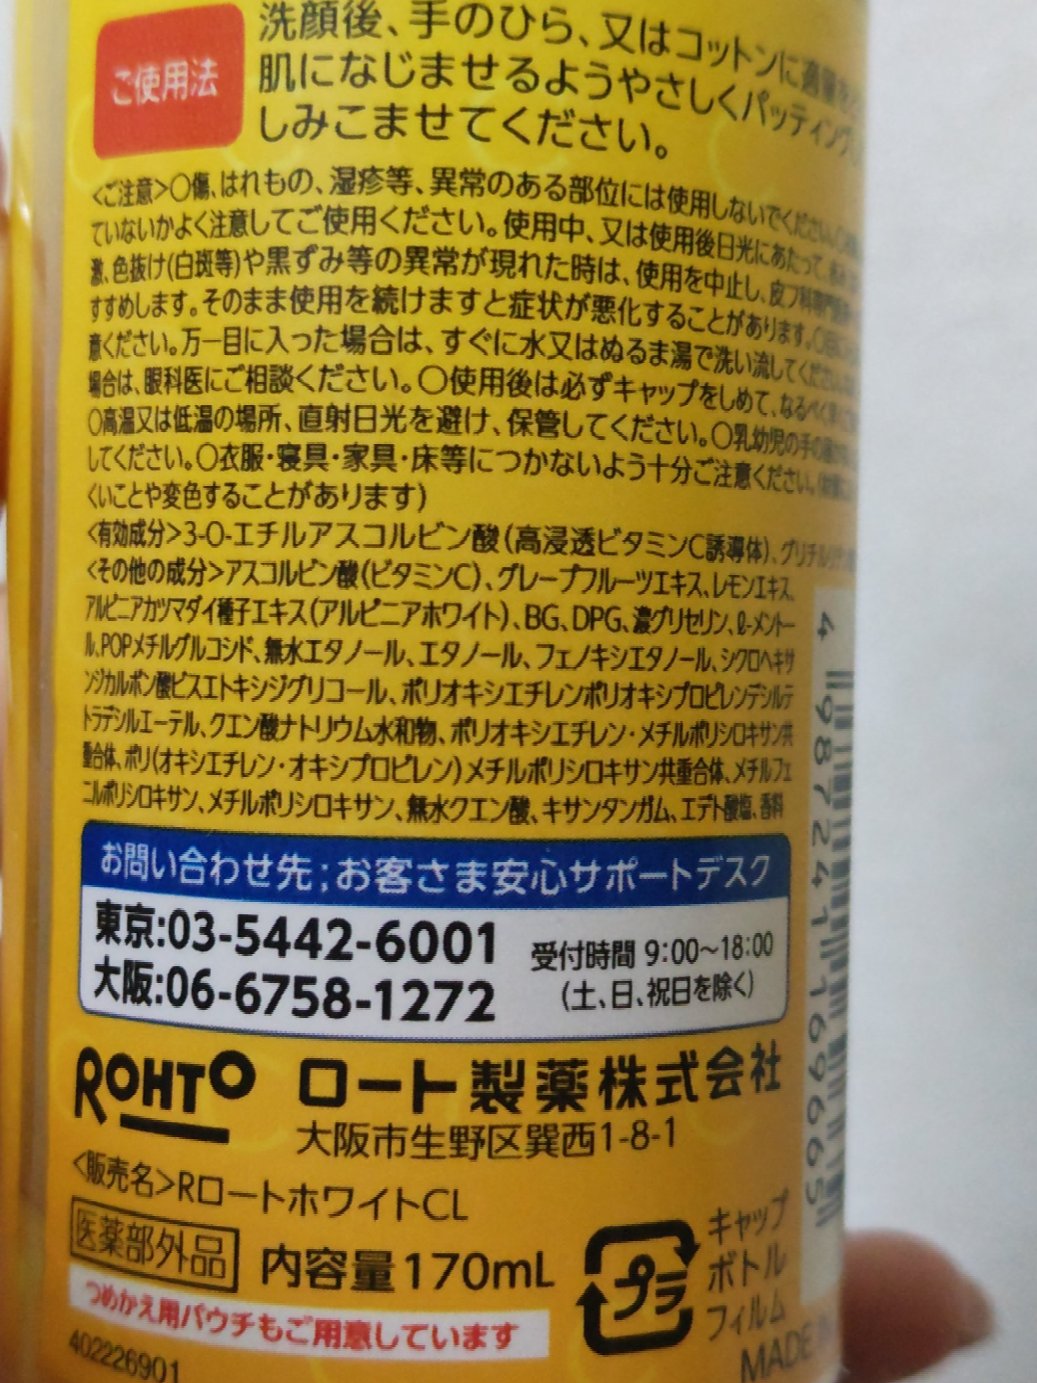 ご使用法
洗顔後、手のひら、又はコットンに適量を
肌になじませるようやさしくパッティング
しみこませてください。
<ご注意>○傷、はれもの、湿疹等、異常のある部位には使用しないでください。
ていないかよく注意してご使用ください。使用中、又は使用後日光にあたって、
激、色抜け(白斑等)や黒ずみ等の異常が現れた時は、使用を中止し、皮フ科専門医
すすめします。そのまま使用を続けますと症状が悪化することがあります。
意ください。万一目に入った場合は、すぐに水又はぬるま湯で洗い流してください。
場合は、眼科医にご相談ください。○使用後は必ずキャップをしめて、なるべく早く
○高温又は低温の場所、直射日光を避け、保管してください。○乳幼児の手の
してください。○衣服・寝具・家具・床等につかないよう十分ご注意ください。
くいことや変色することがあります)
<有効成分>3-O-エチルアスコルビン酸(高浸透ビタミンC誘導体)、グリチルリチン酸
<その他の成分>アスコルビン酸(ビタミンC)、グレープフルーツエキス、レモンエキス、
アルピニアカツマダイ種子エキス(アルピニアホワイト)、BG、DPG、濃グリセリン、ℓ-メントー
ル、POPメチルグルコシド、無水エタノール、エタノール、フェノキシエタノール、シクロヘキサ
ンジカルボン酸ビスエトキシジグリコール、ポリオキシエチレンポリオキシプロピレンデシルテ
トラデシルエーテル、クエン酸ナトリウム水和物、ポリオキシエチレン・メチルポリシロキサン共
重合体、ポリ(オキシエチレン・オキシプロピレン)メチルポリシロキサン共重合体、メチルフェ
ニルポリシロキサン、メチルポリシロキサン、無水クエン酸、キサンタンガム、エデト酸塩、香料
お問い合わせ先;お客さま安心サポートデスク
東京:03-5442-6001
大阪:06-6758-1272
受付時間 9:00~18:00
(土、日、祝日を除く)
ROHTO ロート製薬株式会社
大阪市生野区巽西1-8-1
<販売名>RロートホワイトCL
医薬部外品 内容量170mL
つめかえ用パウチもご用意しています
402226901
プラ
キャップ
ボトル
フィルム
MADE IN
4 987241 169665